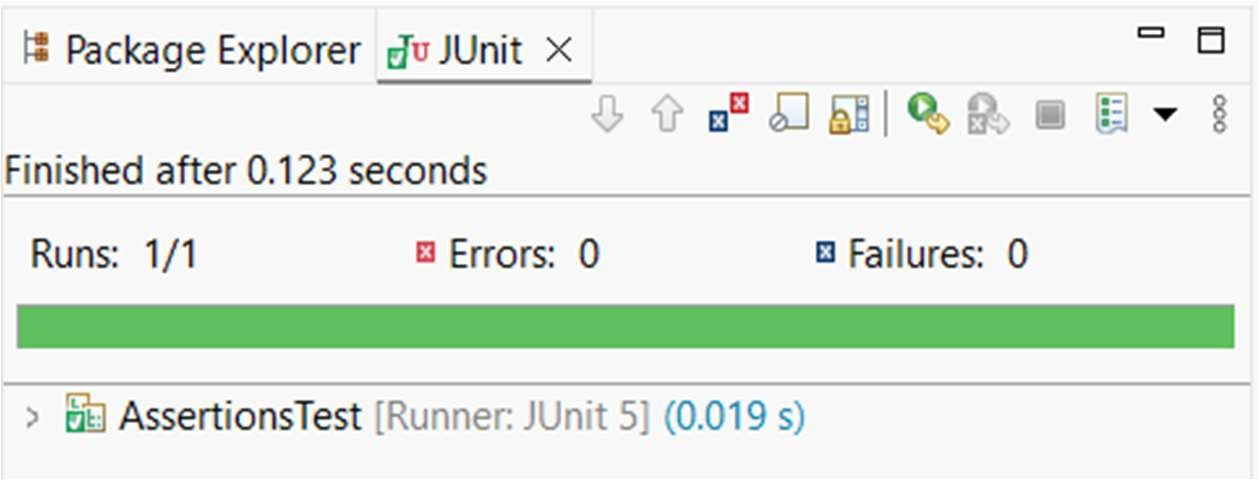 Package Explorer JUnit
Finished after 0.123 seconds
Runs: 1/1 Errors: 0 Failures: 0
AssertionsTest [Runner: JUnit 5] (0.019 s)